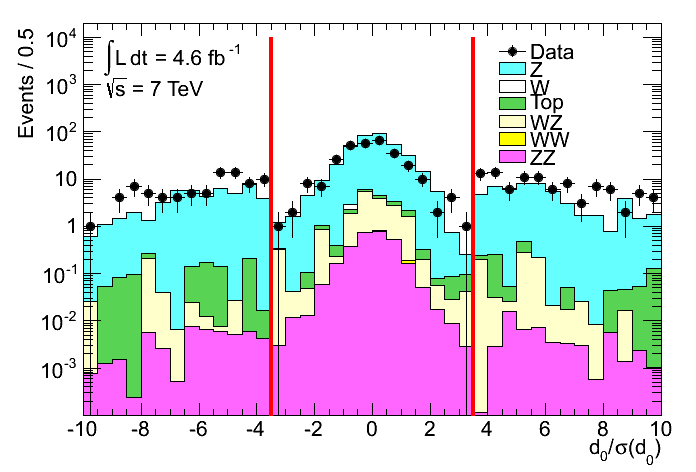 Events / 0.5
10⁴
10³
10²
10
1
10⁻¹
10⁻²
10⁻³
∫L dt = 4.6 fb⁻¹
√s = 7 TeV
Data
Z
W
Top
WZ
WW
ZZ
-10 -8 -6 -4 -2 0 2 4 6 8 10
d₀/σ(d₀)